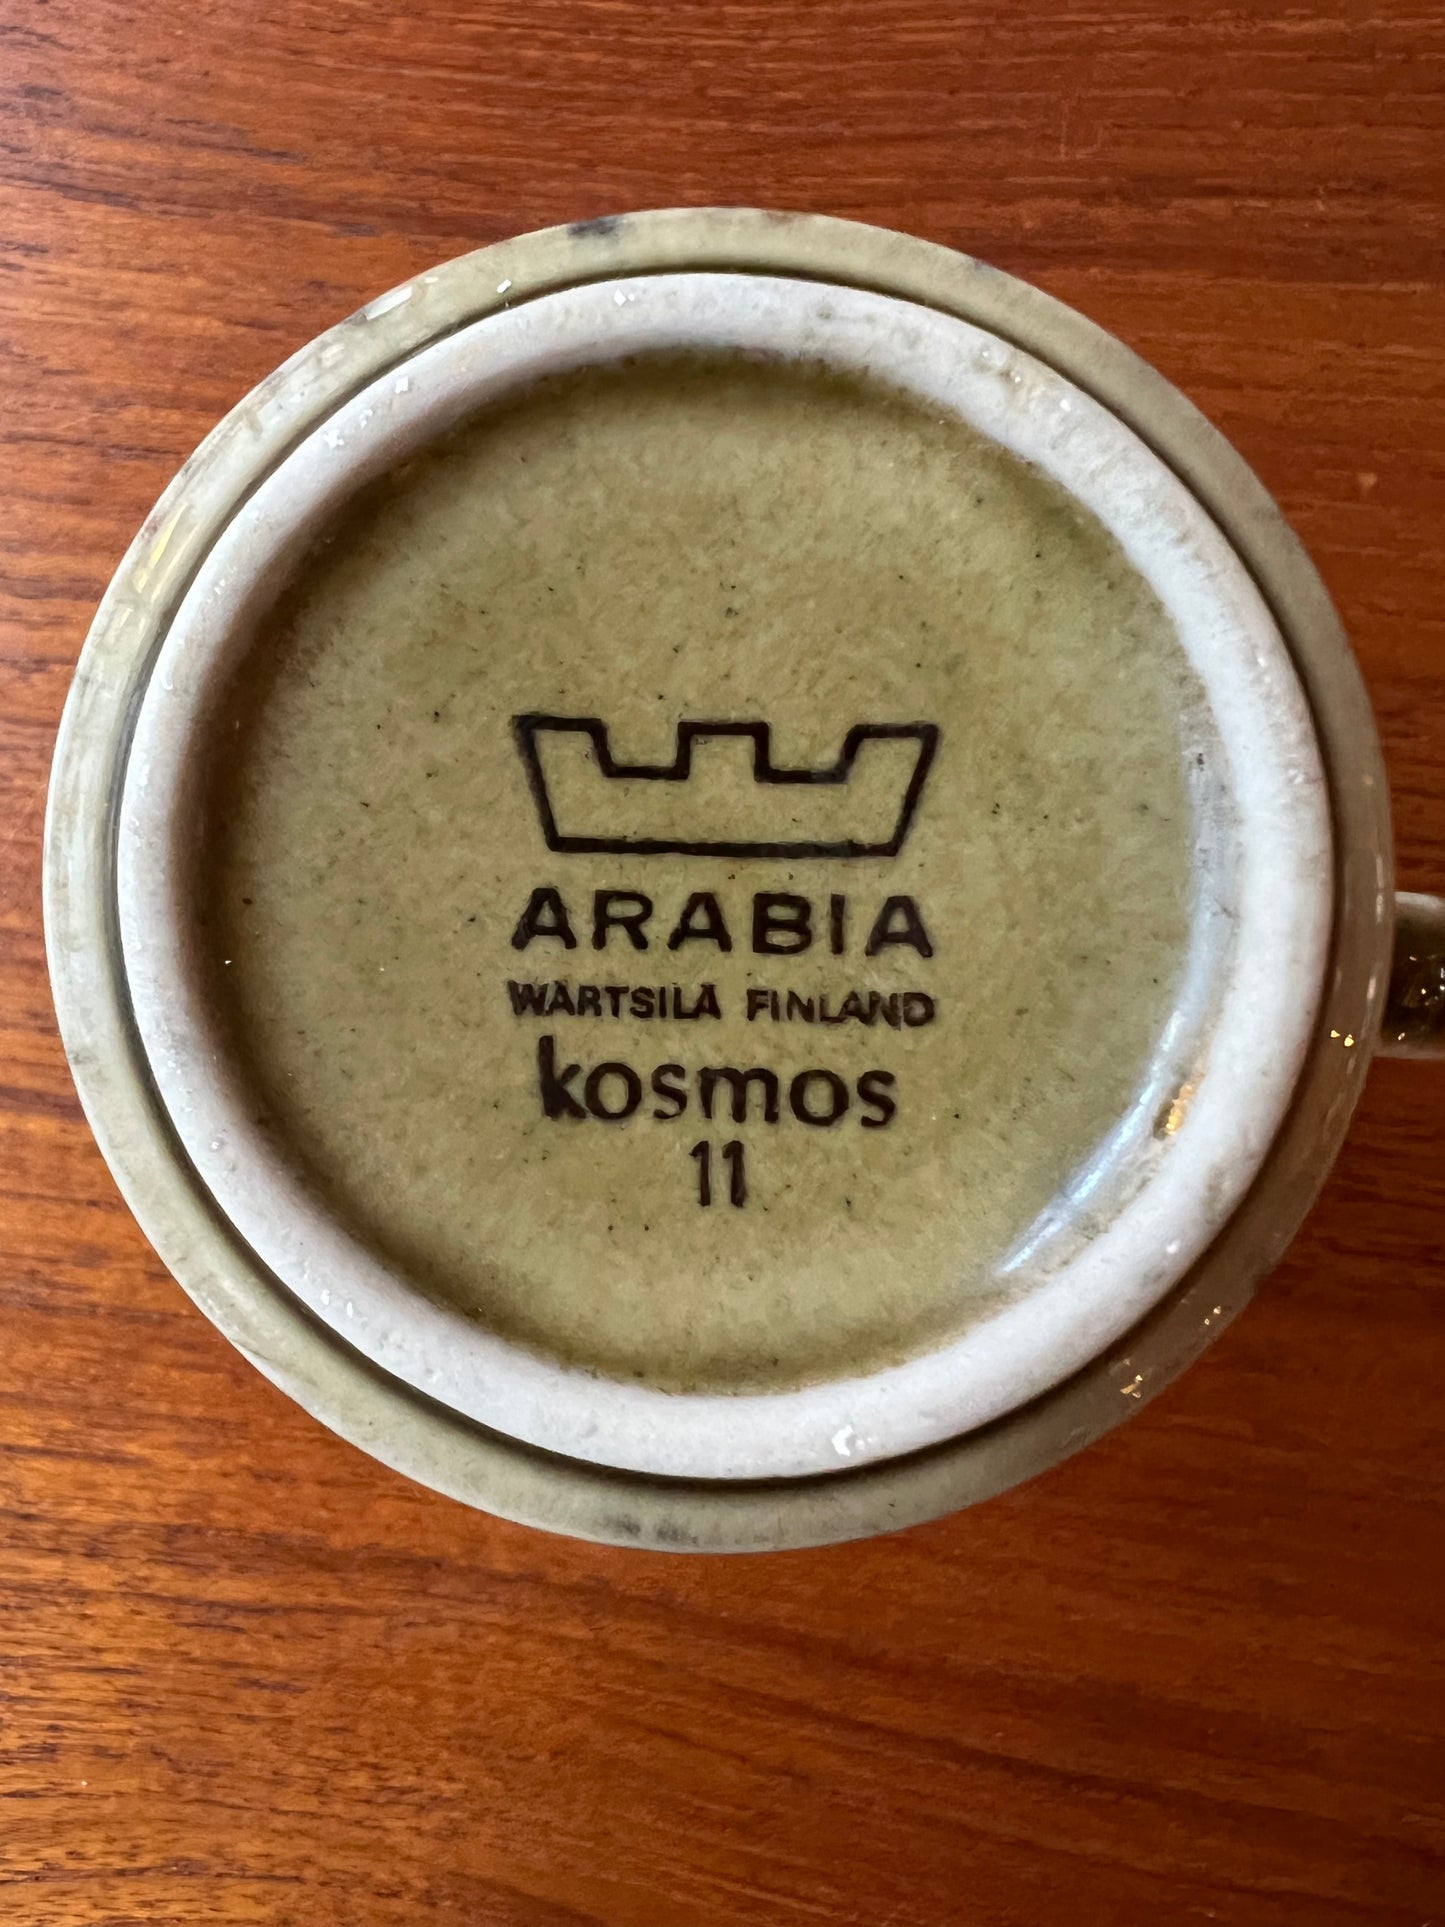 ARABIA
WÄRTSILÄ FINLAND
kosmos
11